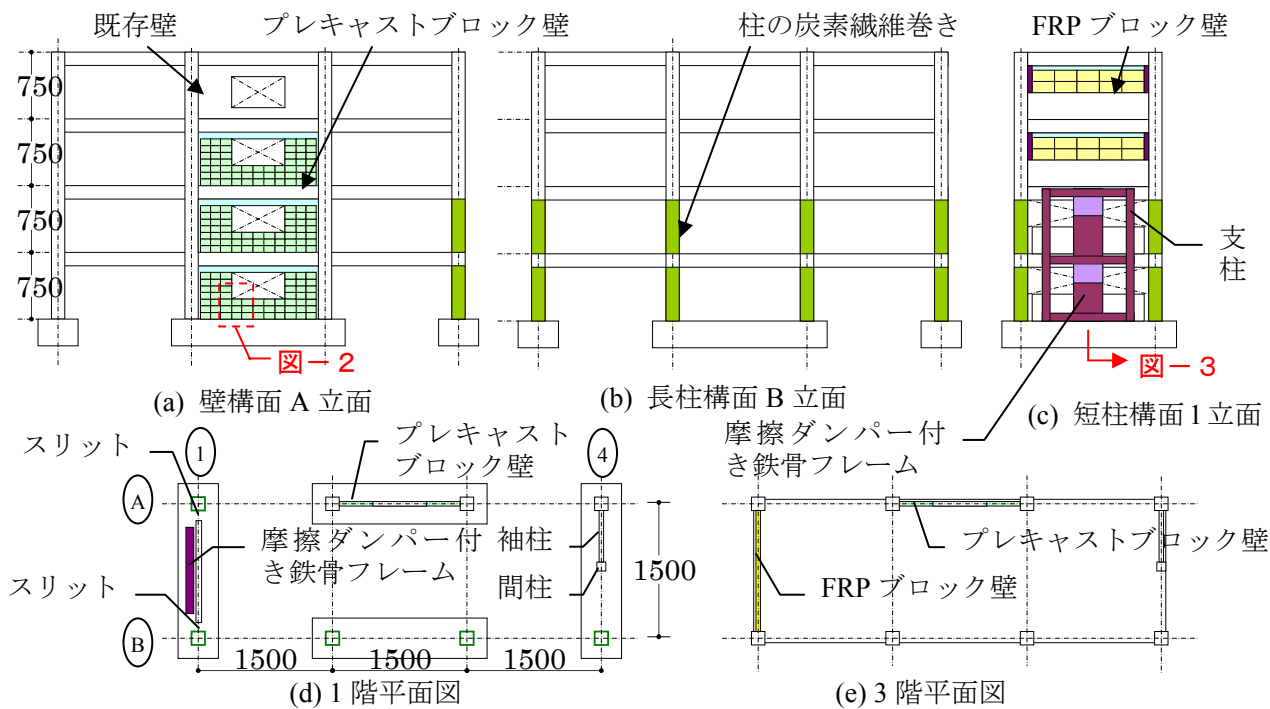 既存壁
プレキャストブロック壁
柱の炭素繊維巻き
FRP ブロック壁
750
750
750
750
支
柱
図－2
図－3
(a) 壁構面 A 立面
(b) 長柱構面 B 立面
(c) 短柱構面 1 立面
スリット
1
プレキャスト
ブロック壁
4
摩擦ダンパー付
き鉄骨フレーム
A
摩擦ダンパー付
き鉄骨フレーム
袖柱
間柱
1500
プレキャストブロック壁
FRP ブロック壁
スリット
B
1500
1500
1500
(d) 1 階平面図
(e) 3 階平面図